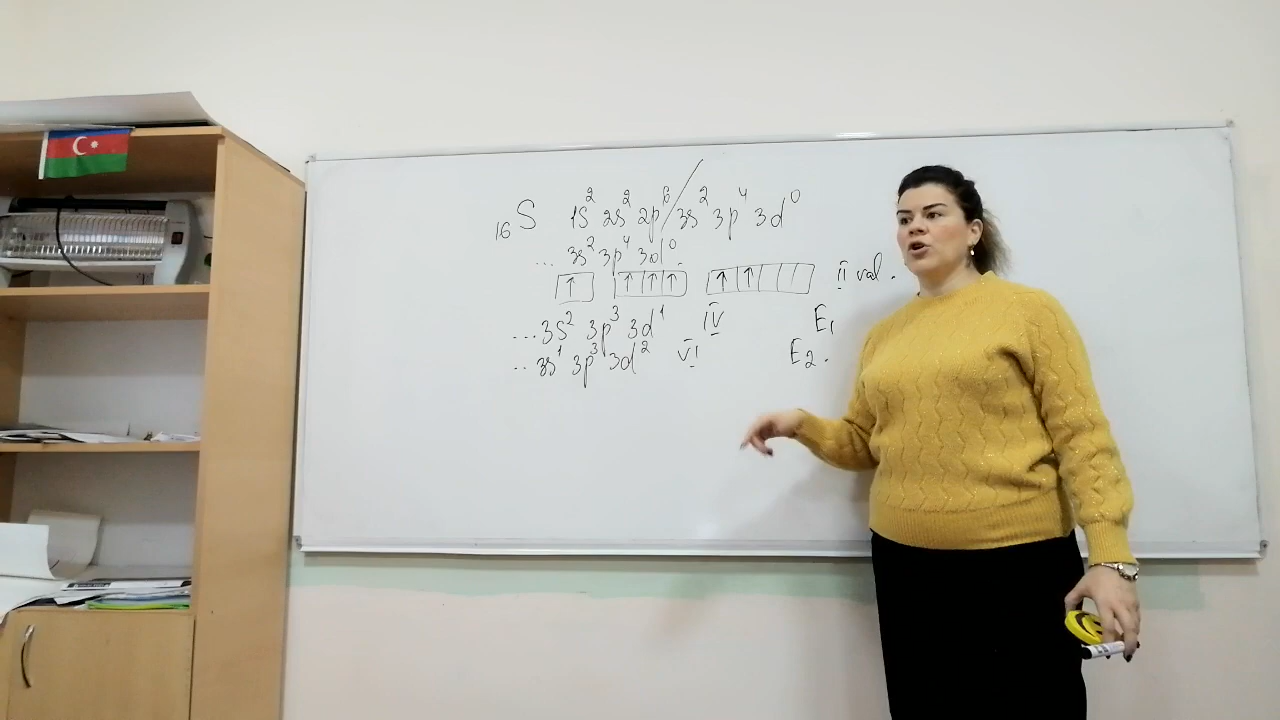 ₁₆S 1s² 2s² 2p⁶ / 3s² 3p⁴ 3d⁰
... 3s² 3p⁴ 3d⁰
↑ ↑ ↑ ↑ ↑ ↑ II val.
...3s² 3p³ 3d¹ IV E₁
..3s¹ 3p³ 3d² VI E₂.